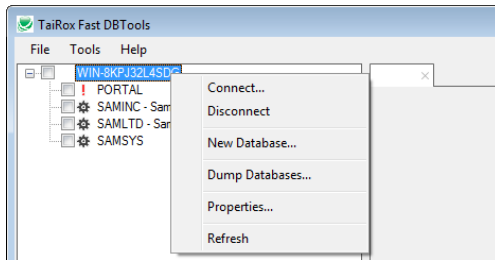 TaiRox Fast DBTools
File Tools Help
WIN-8KPJ32L4SDG
PORTAL
SAMINC - Sam
SAMLTD - Sam
SAMSYS
Connect...
Disconnect
New Database...
Dump Databases...
Properties...
Refresh